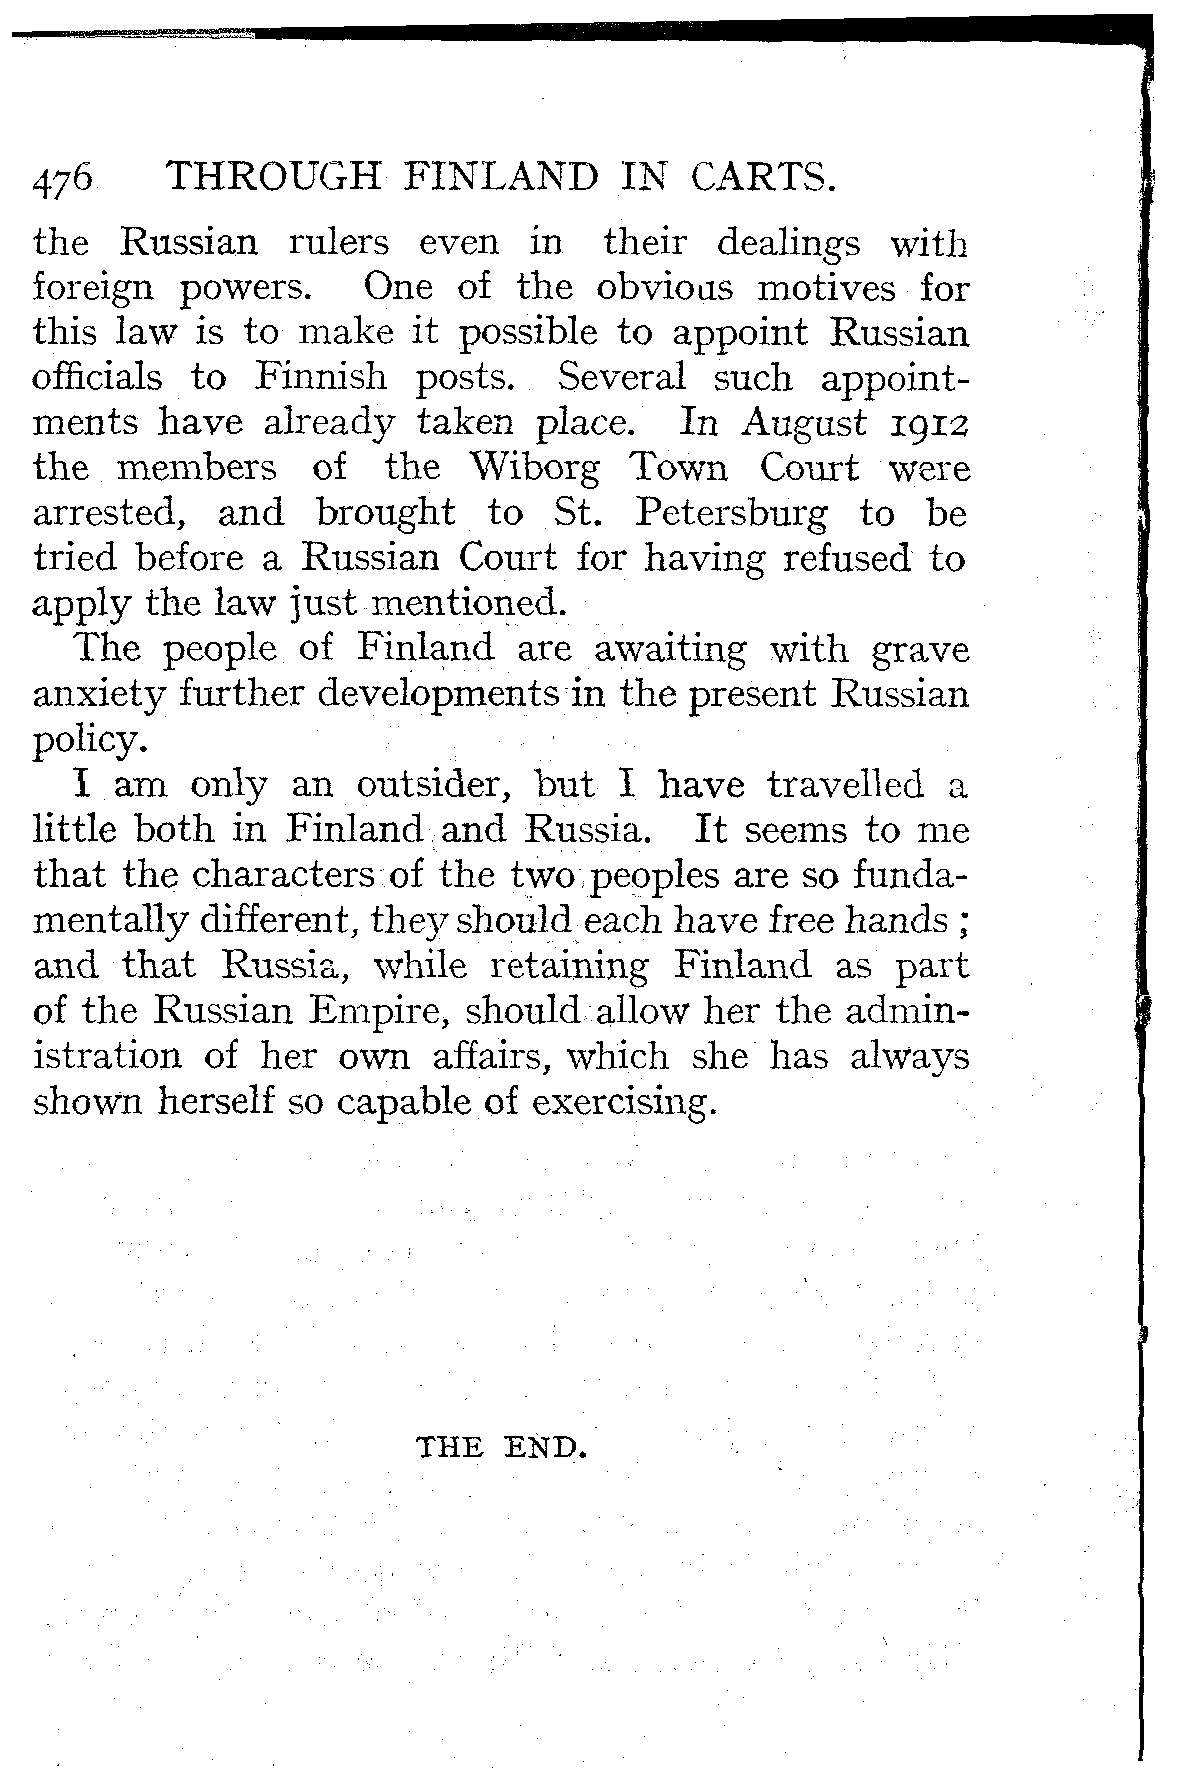 476 THROUGH FINLAND IN CARTS.
the Russian rulers even in their dealings with
foreign powers. One of the obvious motives for
this law is to make it possible to appoint Russian
officials to Finnish posts. Several such appoint-
ments have already taken place. In August 1912
the members of the Wiborg Town Court were
arrested, and brought to St. Petersburg to be
tried before a Russian Court for having refused to
apply the law just mentioned.
The people of Finland are awaiting with grave
anxiety further developments in the present Russian
policy.
I am only an outsider, but I have travelled a
little both in Finland and Russia. It seems to me
that the characters of the two peoples are so funda-
mentally different, they should each have free hands ;
and that Russia, while retaining Finland as part
of the Russian Empire, should allow her the admin-
istration of her own affairs, which she has always
shown herself so capable of exercising.
THE END.